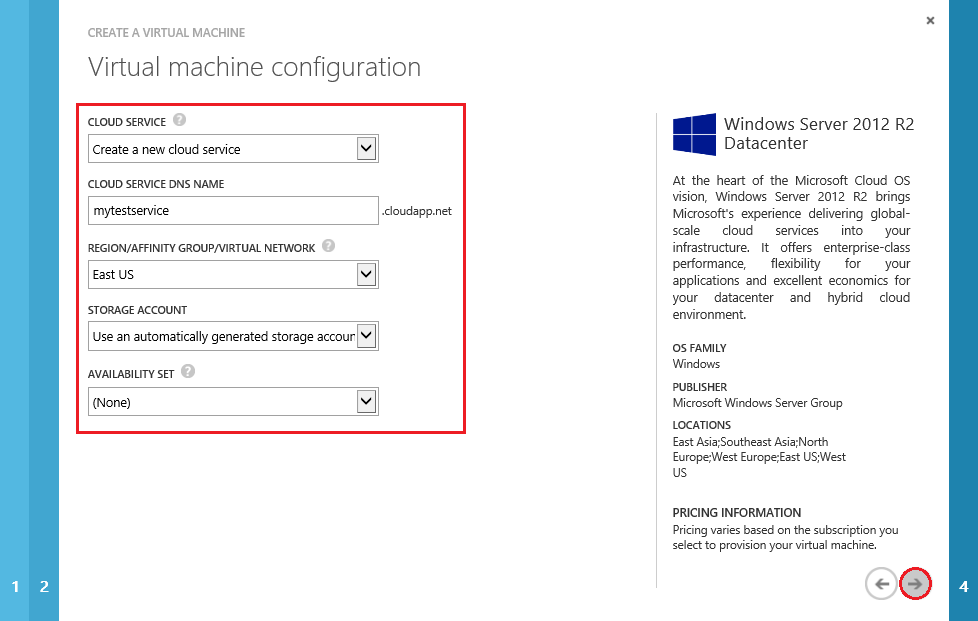 CREATE A VIRTUAL MACHINE
Virtual machine configuration
CLOUD SERVICE ?
Create a new cloud service
CLOUD SERVICE DNS NAME
mytestservice .cloudapp.net
REGION/AFFINITY GROUP/VIRTUAL NETWORK ?
East US
STORAGE ACCOUNT
Use an automatically generated storage accoun
AVAILABILITY SET ?
(None)
Windows Server 2012 R2
Datacenter
At the heart of the Microsoft Cloud OS
vision, Windows Server 2012 R2 brings
Microsoft's experience delivering global-
scale cloud services into your
infrastructure. It offers enterprise-class
performance, flexibility for your
applications and excellent economics for
your datacenter and hybrid cloud
environment.
OS FAMILY
Windows
PUBLISHER
Microsoft Windows Server Group
LOCATIONS
East Asia;Southeast Asia;North
Europe;West Europe;East US;West
US
PRICING INFORMATION
Pricing varies based on the subscription you
select to provision your virtual machine.
1 2 4